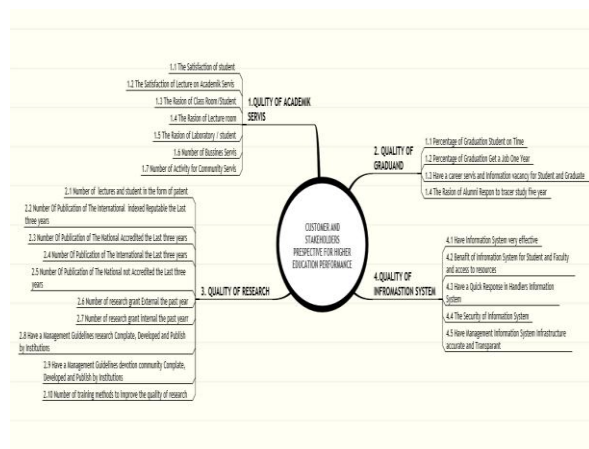 1.1 The Satisfaction of student
1.2 The Satisfaction of Lecture on Academik Servis
1.3 The Rasion of Class Room/Student
1.4 The Rasion of Lecture room
1.5 The Rasion of Laboratory / student
1.6 Number of Bussines Servis
1.7 Number of Activity for Community Servis
1.QULITY OF ACADEMIK
SERVIS
2. QUALITY OF
GRADUAND
1.1 Percentage of Graduation Student on Time
1.2 Percentage of Graduation Get a Job One Year
1.3 Have a career servis and Information vacancy for Student and Graduate
1.4 The Rasion of Alumni Respon to tracer study five year
CUSTOMER AND
STAKEHOLDERS
PRESPECTIVE FOR HIGHER
EDUCATION PERFORMANCE
2.1 Number of lectures and student in the form of patent
2.2 Number Of Publication of The International Indexed Reputable the Last
three years
2.3 Number Of Publication of The National Accredited the Last three years
2.4 Number Of Publication of The International the Last three years
2.5 Number Of Publication of The National not Accredited the Last three
years
2.6 Number of research grant External the past year
2.7 Number of research grant internal the past yearr
2.8 Have a Management Guidelines research Complate, Developed and Publish
by Institutions
2.9 Have a Management Guidelines devotion community Complate,
Developed and Publish by Institutions
2.10 Number of training methods to improve the quality of research
3. QUALITY OF RESEARCH
4.QUALITY OF
INFROMASTION SYSTEM
4.1 Have Information System very effective
4.2 Benafit of Information System for Student and Faculty
and access to resources
4.3 Have a Quick Response in Handlers Information
System
4.4 The Security of Information System
4.5 Have Management Information System Infrastructure
accurate and Transparant